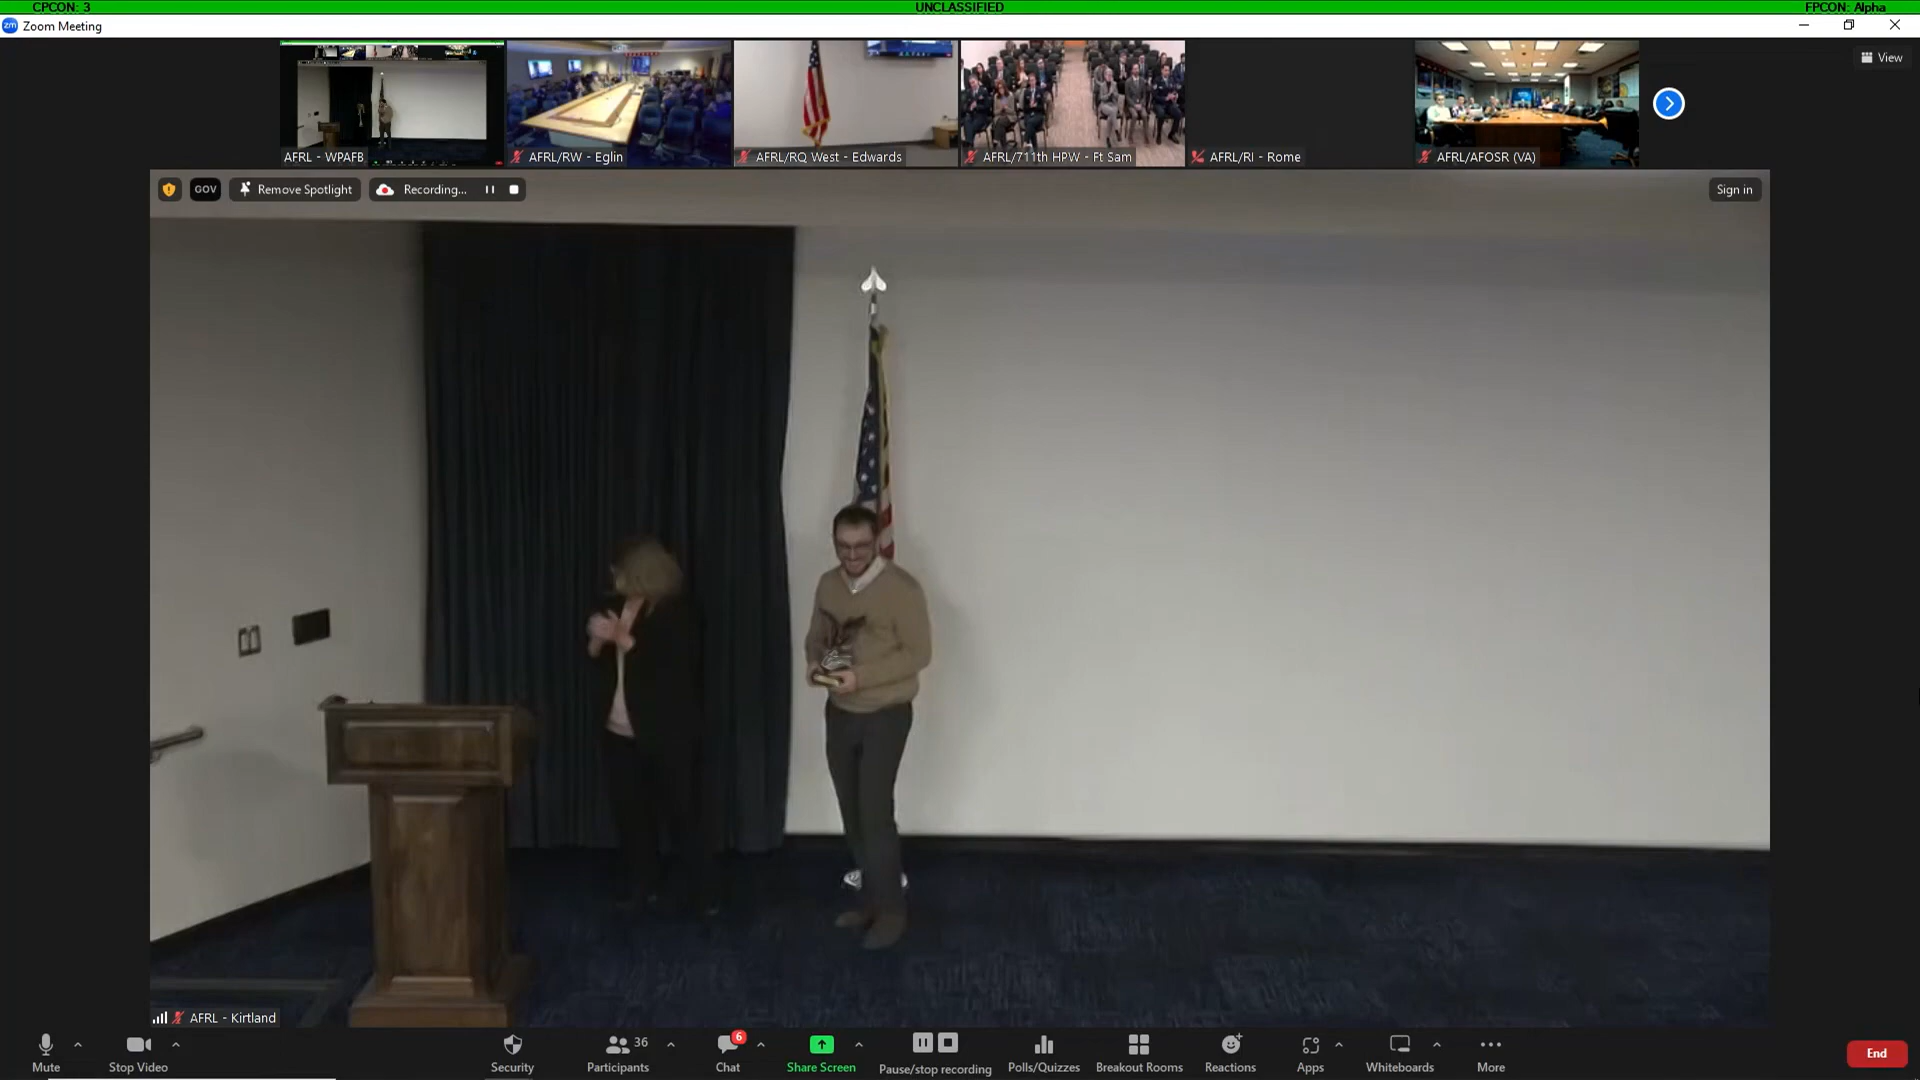 CPCON: 3
UNCLASSIFIED
FPCON: Alpha
zm Zoom Meeting
View
AFRL - WPAFB
AFRL/RW - Eglin
AFRL/RQ West - Edwards
AFRL/711th HPW - Ft Sam
AFRL/RI - Rome
AFRL/AFOSR (VA)
GOV
Remove Spotlight
Recording...
Sign in
AFRL - Kirtland
Mute
Stop Video
Security
Participants
36
Chat
6
Share Screen
Pause/stop recording
Polls/Quizzes
Breakout Rooms
Reactions
Apps
Whiteboards
More
End